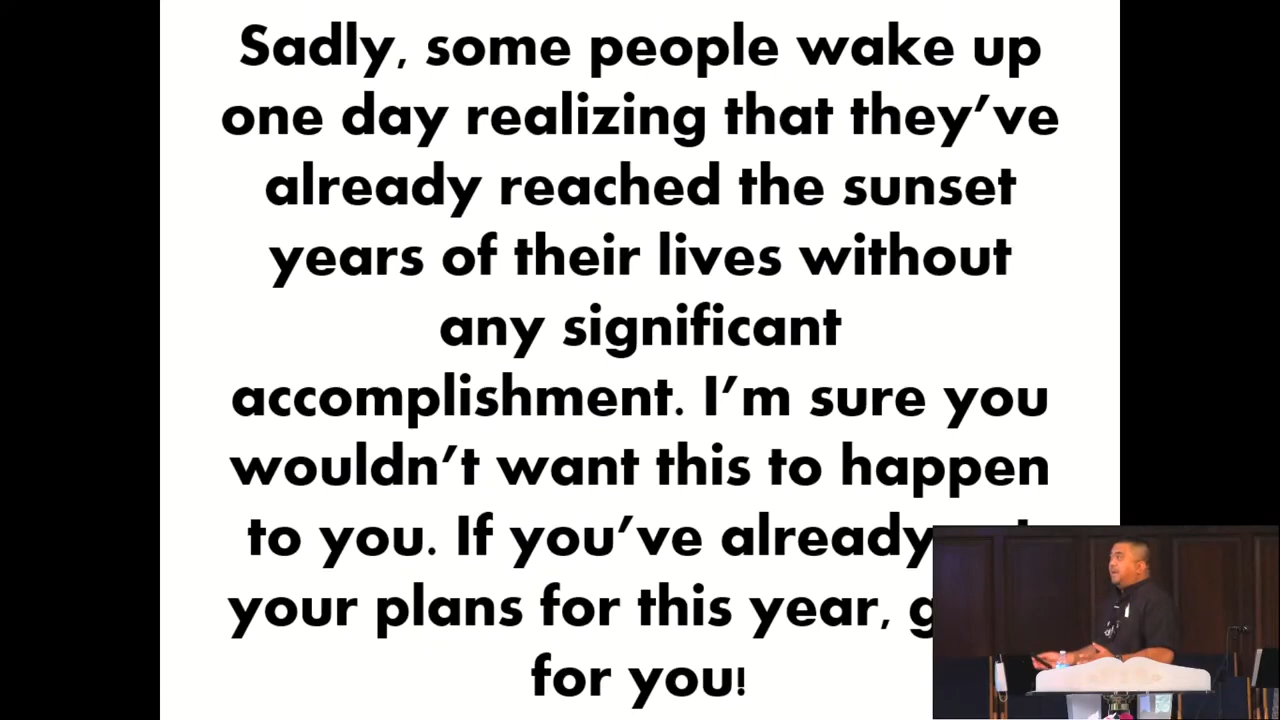 Sadly, some people wake up
one day realizing that they’ve
already reached the sunset
years of their lives without
any significant
accomplishment. I’m sure you
wouldn’t want this to happen
to you. If you’ve already
your plans for this year,
for you!